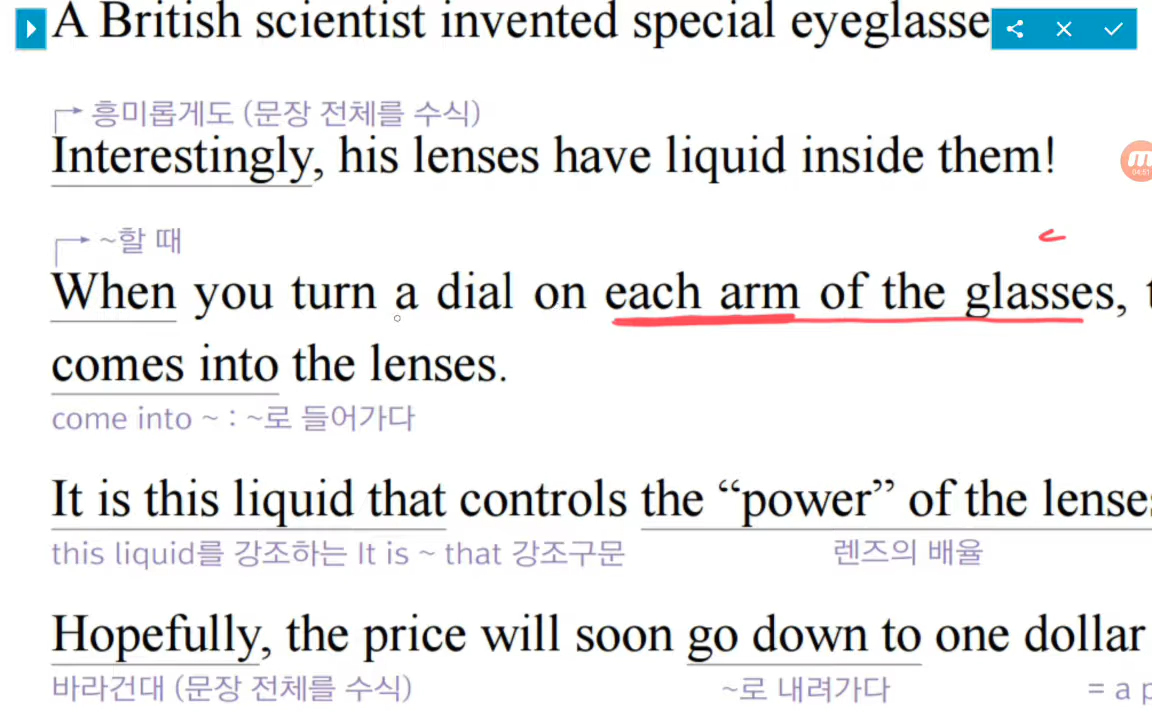 A British scientist invented special eyeglasse
흥미롭게도 (문장 전체를 수식)
Interestingly, his lenses have liquid inside them!
~할 때
When you turn a dial on each arm of the glasses, t
comes into the lenses.
come into ~ : ~로 들어가다
It is this liquid that controls the “power” of the lense
this liquid를 강조하는 It is ~ that 강조구문 렌즈의 배율
Hopefully, the price will soon go down to one dollar
바라건대 (문장 전체를 수식) ~로 내려가다 = a p